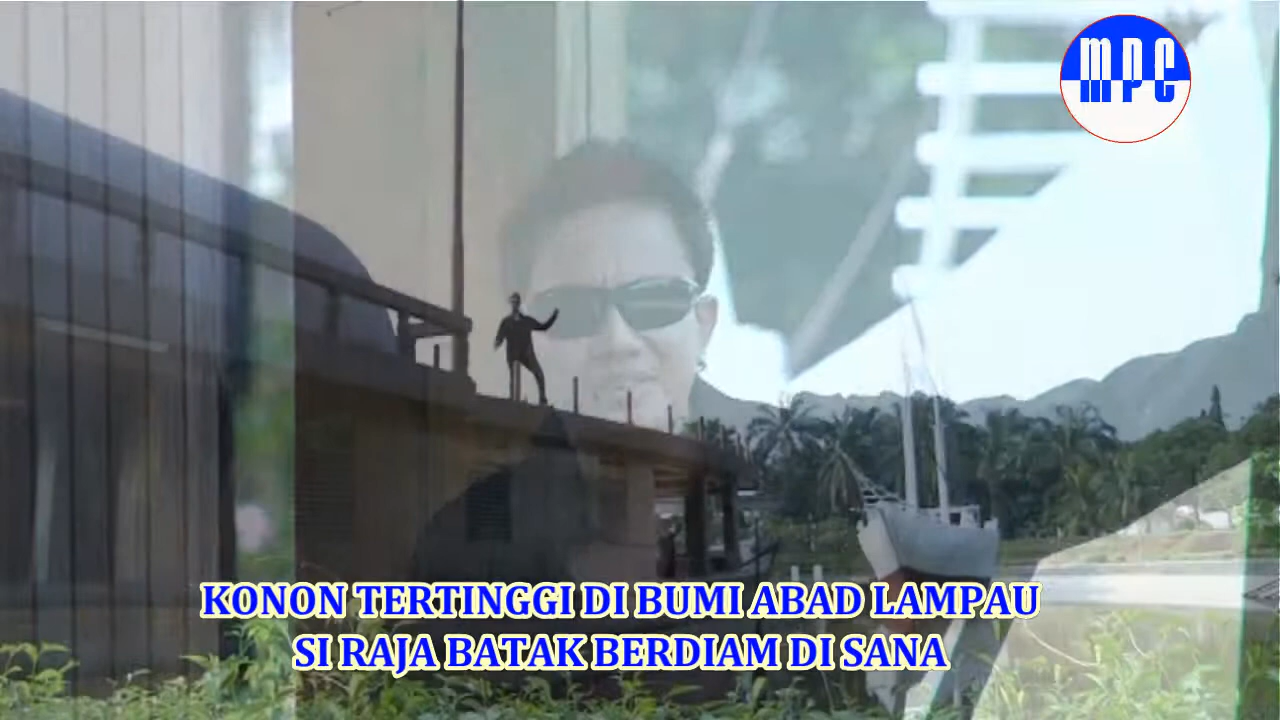 MPC
KONON TERTINGGI DI BUMI ABAD LAMPAU
SI RAJA BATAK BERDIAM DI SANA